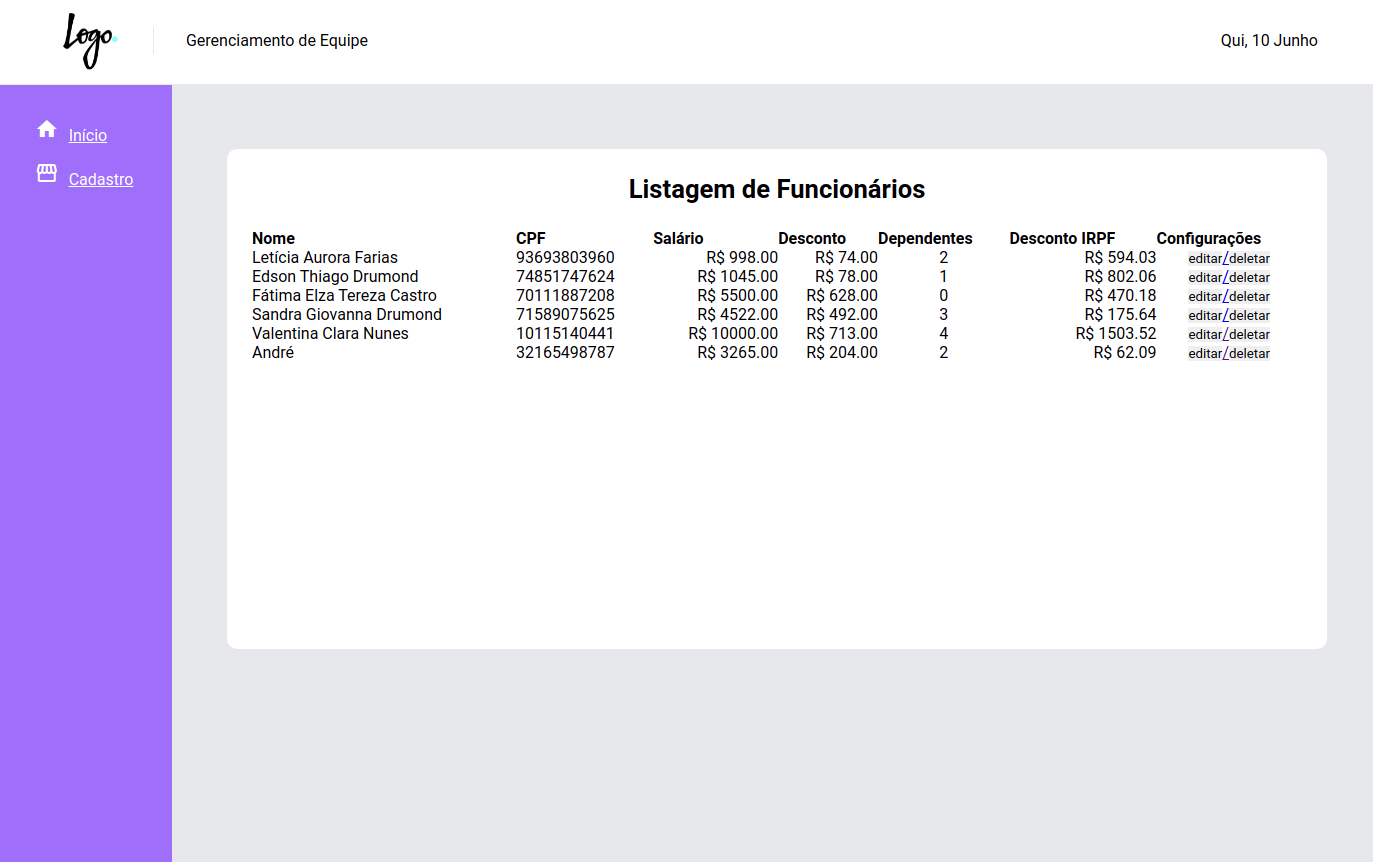 Logo.
Gerenciamento de Equipe
Qui, 10 Junho
Início
Cadastro
Listagem de Funcionários
Nome CPF Salário Desconto Dependentes Desconto IRPF Configurações
Letícia Aurora Farias 93693803960 R$ 998.00 R$ 74.00 2 R$ 594.03 editar/deletar
Edson Thiago Drumond 74851747624 R$ 1045.00 R$ 78.00 1 R$ 802.06 editar/deletar
Fátima Elza Tereza Castro 70111887208 R$ 5500.00 R$ 628.00 0 R$ 470.18 editar/deletar
Sandra Giovanna Drumond 71589075625 R$ 4522.00 R$ 492.00 3 R$ 175.64 editar/deletar
Valentina Clara Nunes 10115140441 R$ 10000.00 R$ 713.00 4 R$ 1503.52 editar/deletar
André 32165498787 R$ 3265.00 R$ 204.00 2 R$ 62.09 editar/deletar